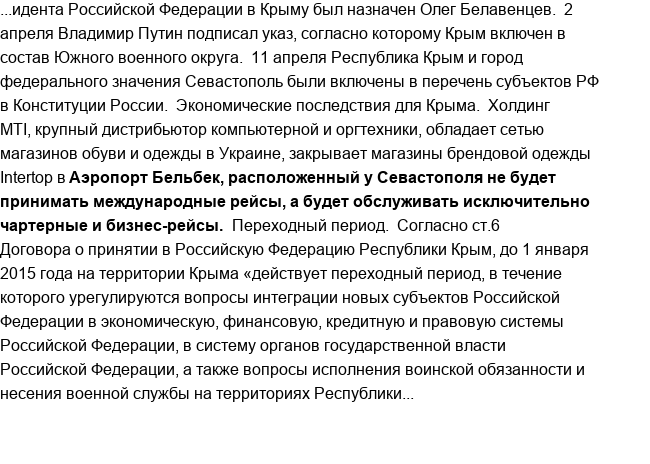 ...идента Российской Федерации в Крыму был назначен Олег Белавенцев.  2
апреля Владимир Путин подписал указ, согласно которому Крым включен в
состав Южного военного округа.  11 апреля Республика Крым и город
федерального значения Севастополь были включены в перечень субъектов РФ
в Конституции России.  Экономические последствия для Крыма.  Холдинг
MTI, крупный дистрибьютор компьютерной и оргтехники, обладает сетью
магазинов обуви и одежды в Украине, закрывает магазины брендовой одежды
Intertop в Аэропорт Бельбек, расположенный у Севастополя не будет
принимать международные рейсы, а будет обслуживать исключительно
чартерные и бизнес-рейсы.  Переходный период.  Согласно ст.6
Договора о принятии в Российскую Федерацию Республики Крым, до 1 января
2015 года на территории Крыма «действует переходный период, в течение
которого урегулируются вопросы интеграции новых субъектов Российской
Федерации в экономическую, финансовую, кредитную и правовую системы
Российской Федерации, в систему органов государственной власти
Российской Федерации, а также вопросы исполнения воинской обязанности и
несения военной службы на территориях Республики...